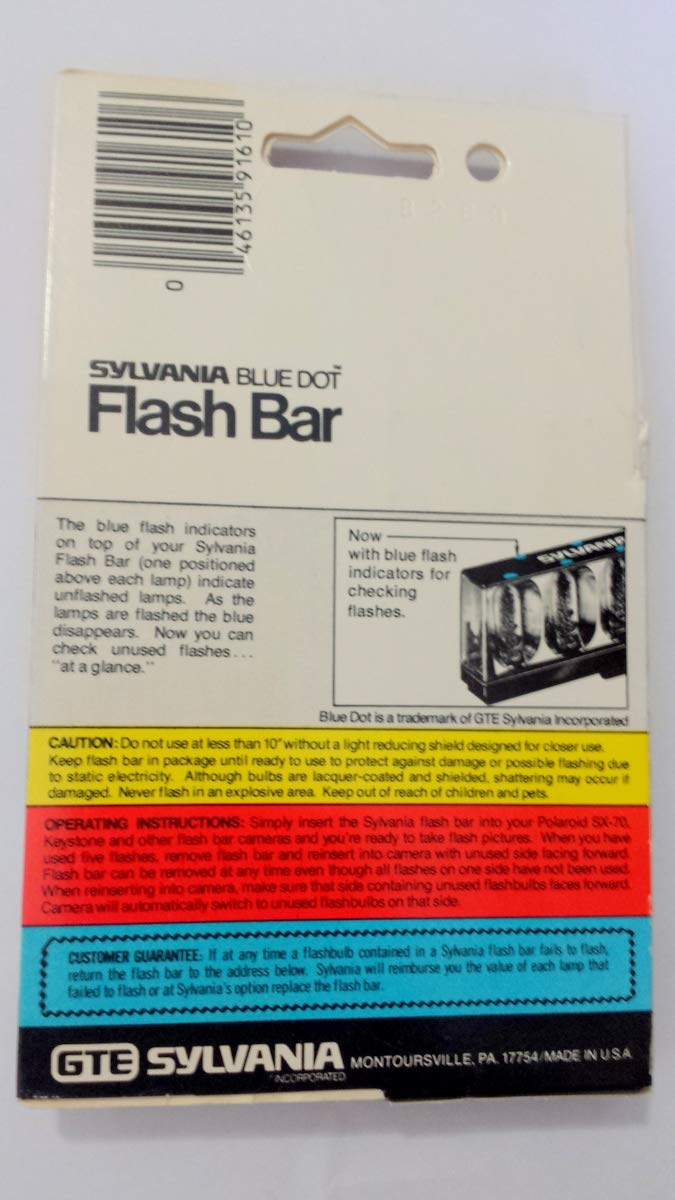 0 46135 91610
SYLVANIA BLUE DOT™
Flash Bar
The blue flash indicators
on top of your Sylvania
Flash Bar (one positioned
above each lamp) indicate
unflashed lamps. As the
lamps are flashed the blue
disappears. Now you can
check unused flashes...
"at a glance."
Now
with blue flash
indicators for
checking
flashes.
SYLVANIA
Blue Dot is a trademark of GTE Sylvania Incorporated
CAUTION: Do not use at less than 10" without a light reducing shield designed for closer use.
Keep flash bar in package until ready to use to protect against damage or possible flashing due
to static electricity. Although bulbs are lacquer-coated and shielded, shattering may occur if
damaged. Never flash in an explosive area. Keep out of reach of children and pets.
OPERATING INSTRUCTIONS: Simply insert the Sylvania flash bar into your Polaroid SX-70,
Keystone and other flash bar cameras and you're ready to take flash pictures. When you have
used five flashes, remove flash bar and reinsert into camera with unused side facing forward.
Flash bar can be removed at any time even though all flashes on one side have not been used.
When reinserting into camera, make sure that side containing unused flashbulbs faces forward.
Camera will automatically switch to unused flashbulbs on that side.
CUSTOMER GUARANTEE: If at any time a flashbulb contained in a Sylvania flash bar fails to flash,
return the flash bar to the address below. Sylvania will reimburse you the value of each lamp that
failed to flash or at Sylvania's option replace the flash bar.
GTE SYLVANIA MONTOURSVILLE, PA. 17754/MADE IN U.S.A.
INCORPORATED